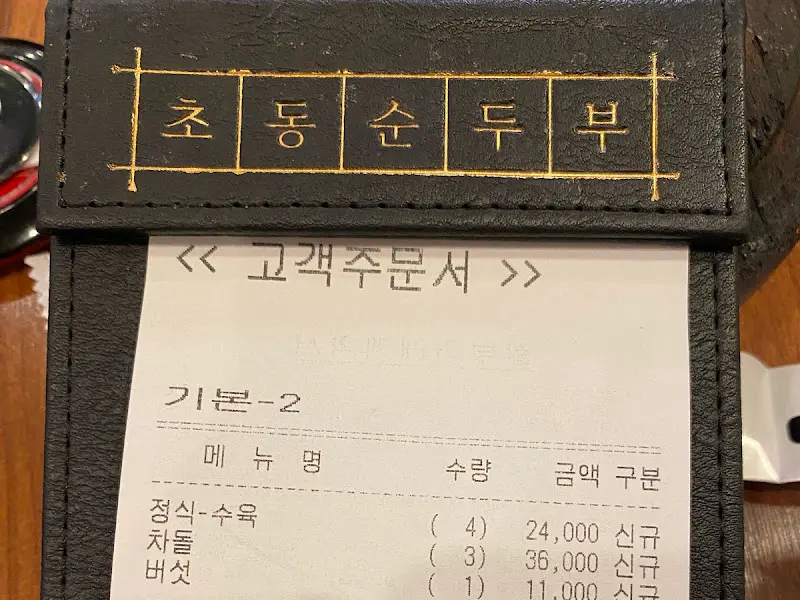 초동순두부
<< 고객주문서 >>
기본-2
메 뉴 명 수량 금액 구분
정식-수육 ( 4) 24,000 신규
차돌 ( 3) 36,000 신규
버섯 ( 1) 11,000 신규